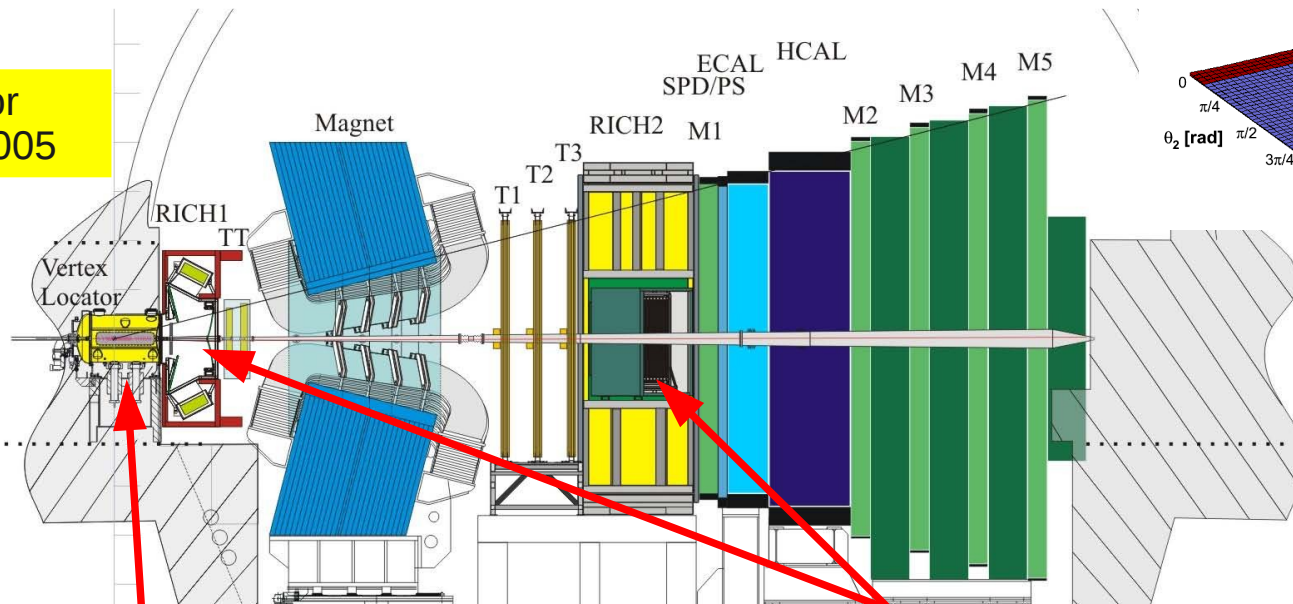 or
005
Vertex
Locator
RICH1
TT
Magnet
T1
T2
T3
RICH2
M1
SPD/PS
ECAL
HCAL
M2
M3
M4
M5
0
π/4
π/2
3π/4
θ₂ [rad]